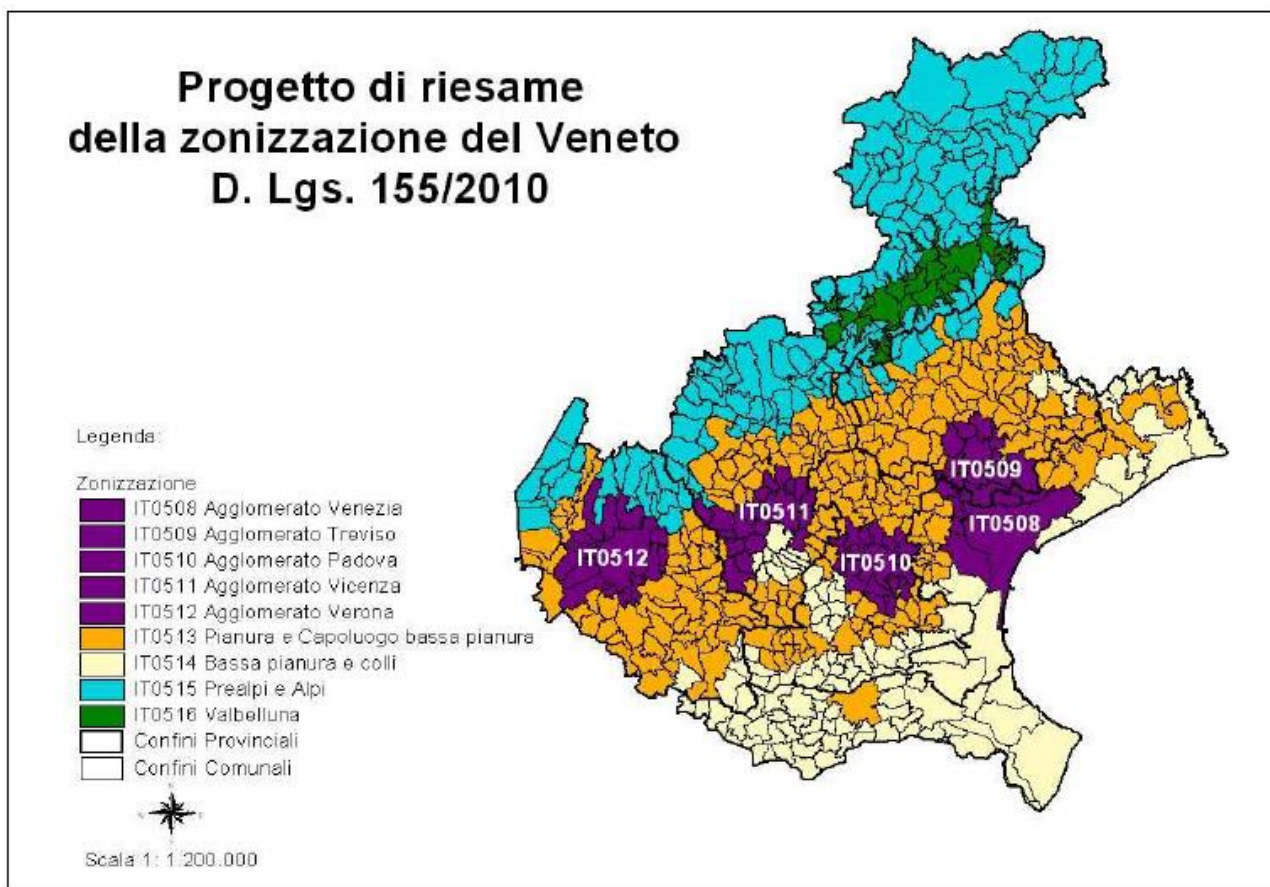 Progetto di riesame
della zonizzazione del Veneto
D. Lgs. 155/2010
Legenda:
Zonizzazione
IT0508 Agglomerato Venezia
IT0509 Agglomerato Treviso
IT0510 Agglomerato Padova
IT0511 Agglomerato Vicenza
IT0512 Agglomerato Verona
IT0513 Pianura e Capoluogo bassa pianura
IT0514 Bassa pianura e colli
IT0515 Prealpi e Alpi
IT0516 Valbelluna
Confini Provinciali
Confini Comunali
Scala 1: 1.200.000
IT0509
IT0511
IT0508
IT0512
IT0510